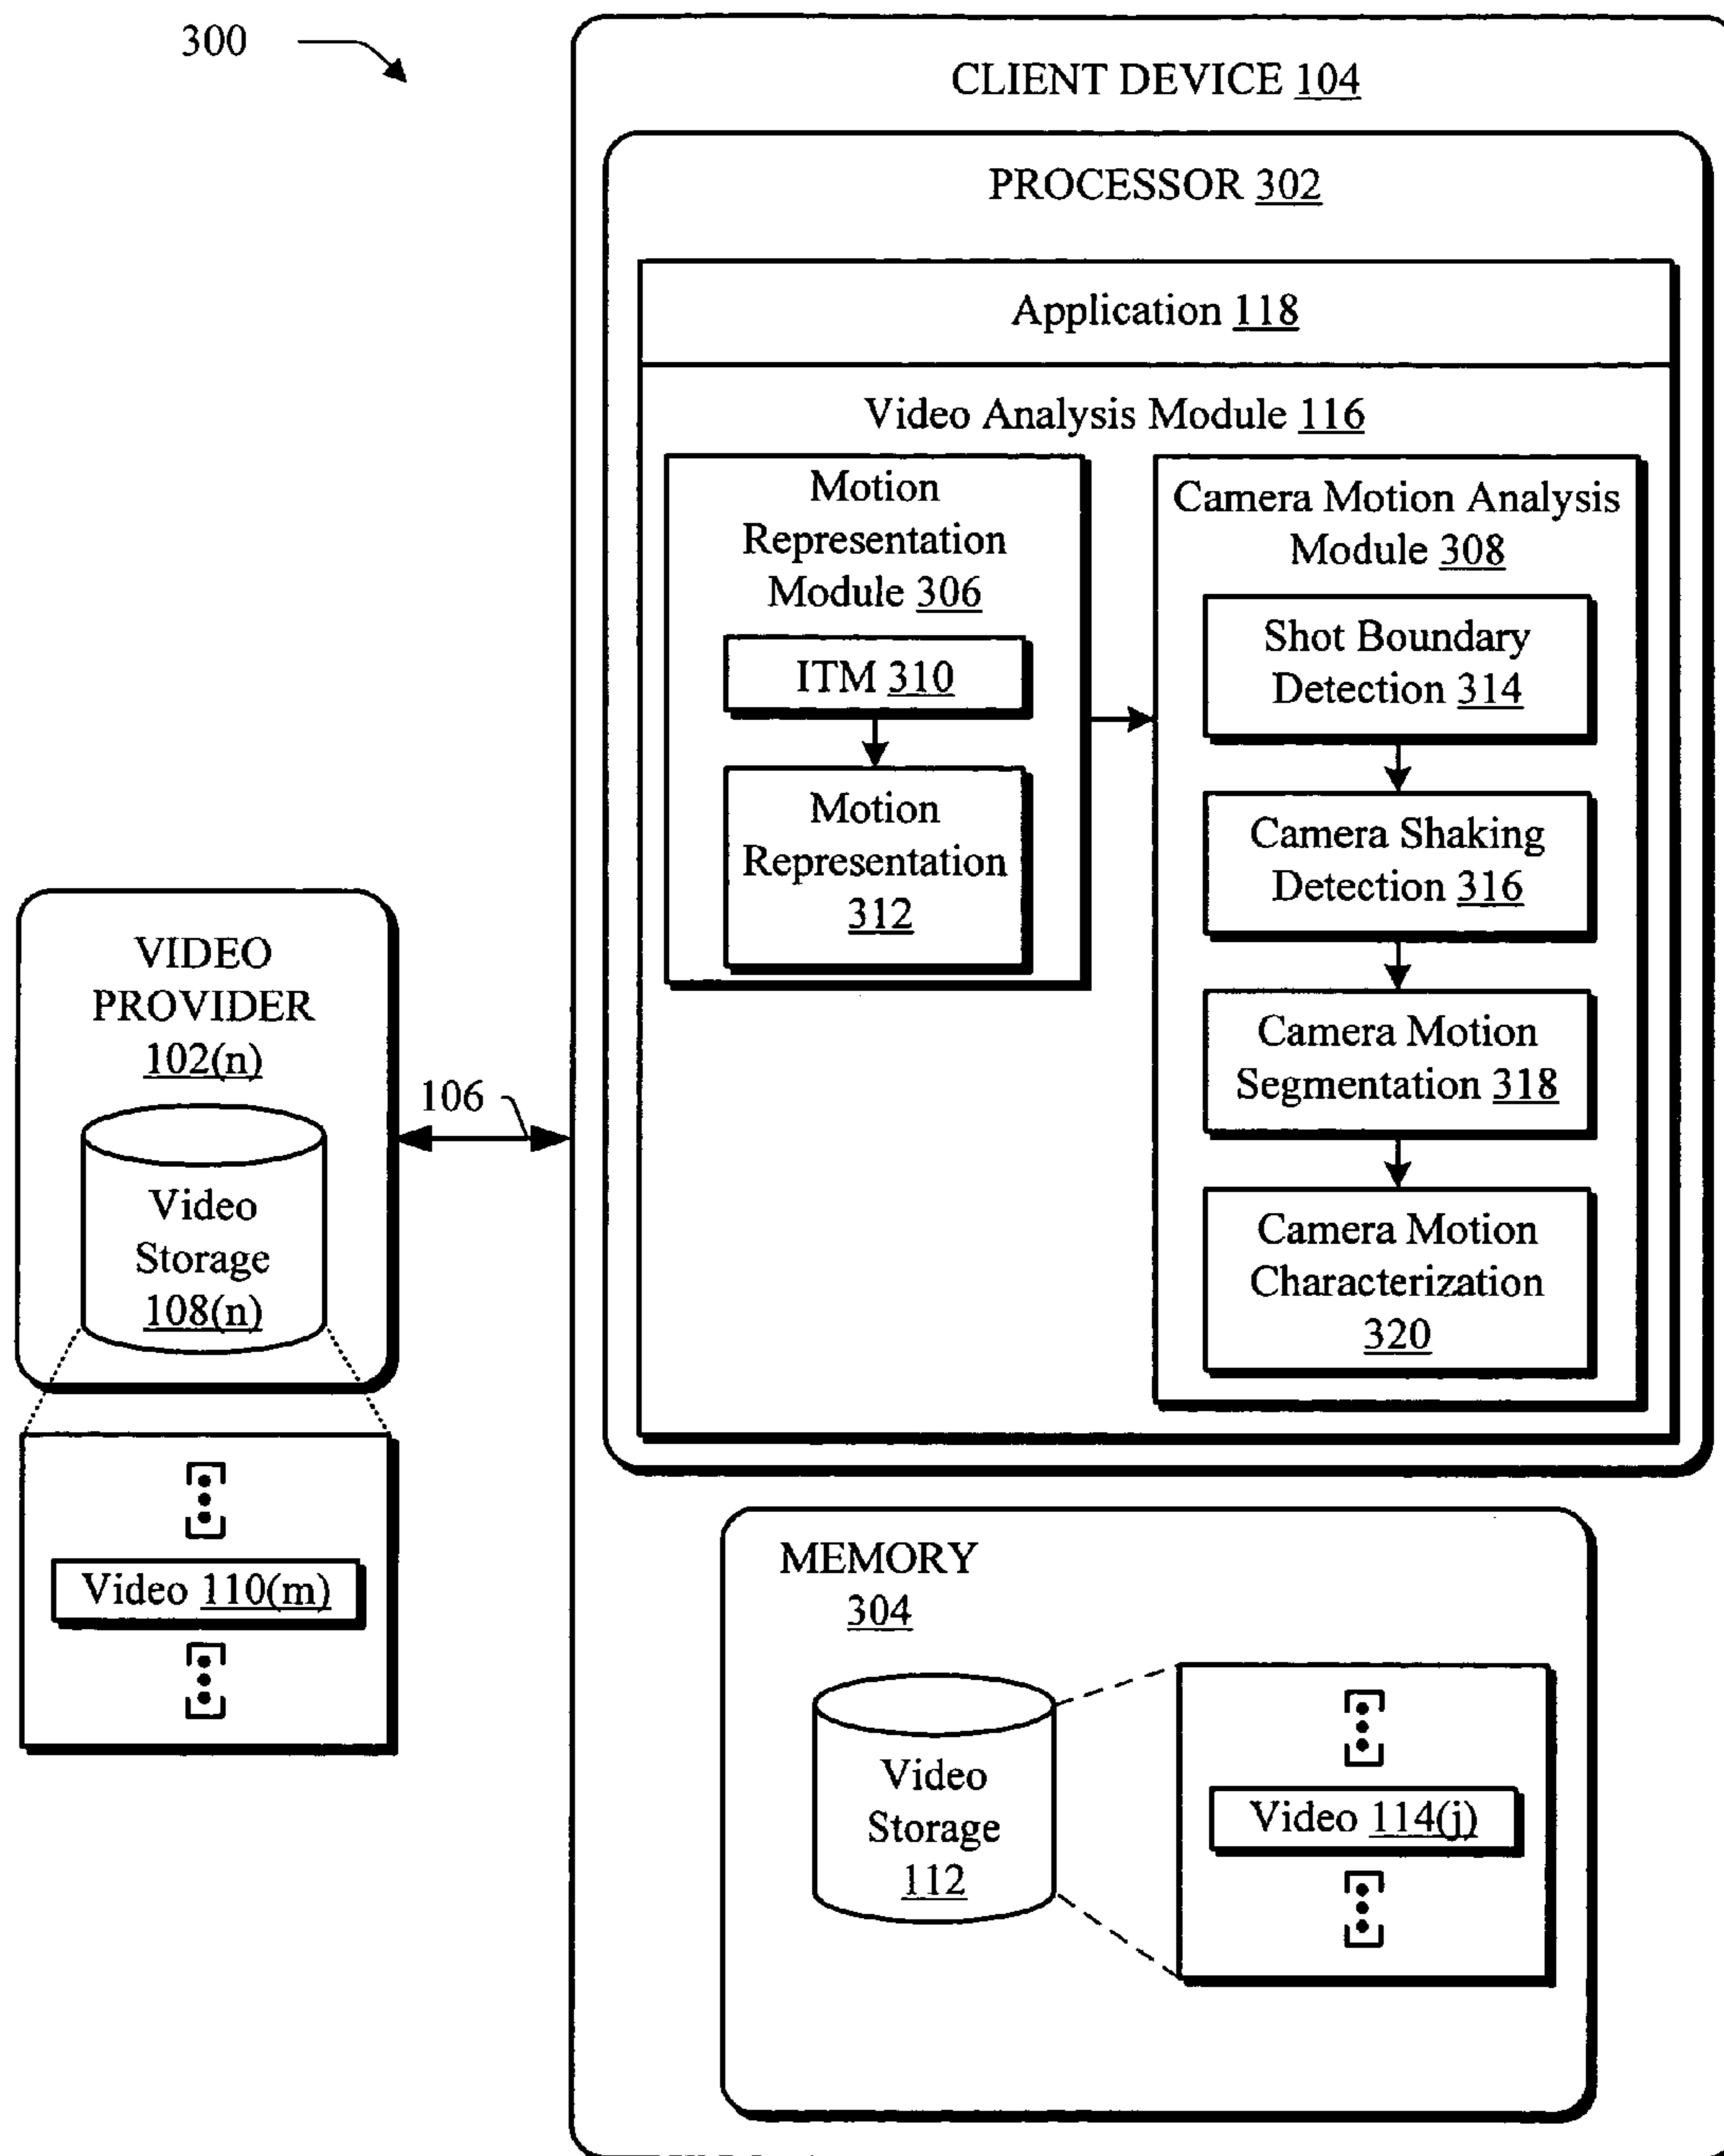 300
CLIENT DEVICE 104
PROCESSOR 302
Application 118
Video Analysis Module 116
Motion
Representation
Module 306
ITM 310
Motion
Representation
312
Camera Motion Analysis
Module 308
Shot Boundary
Detection 314
Camera Shaking
Detection 316
Camera Motion
Segmentation 318
Camera Motion
Characterization
320
VIDEO
PROVIDER
102(n)
Video
Storage
108(n)
106
Video 110(m)
MEMORY
304
Video
Storage
112
Video 114(j)